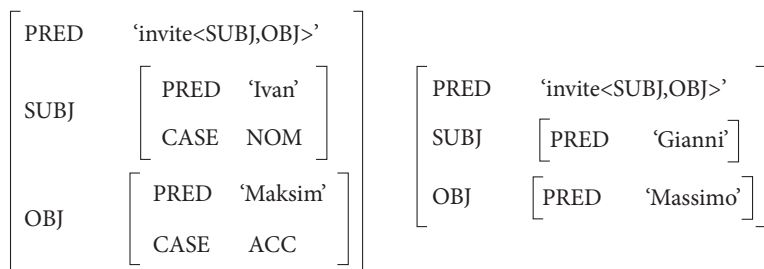 PRED ‘invite<SUBJ,OBJ>’
SUBJ
PRED ‘Ivan’
CASE NOM
OBJ
PRED ‘Maksim’
CASE ACC
PRED ‘invite<SUBJ,OBJ>’
SUBJ PRED ‘Gianni’
OBJ PRED ‘Massimo’